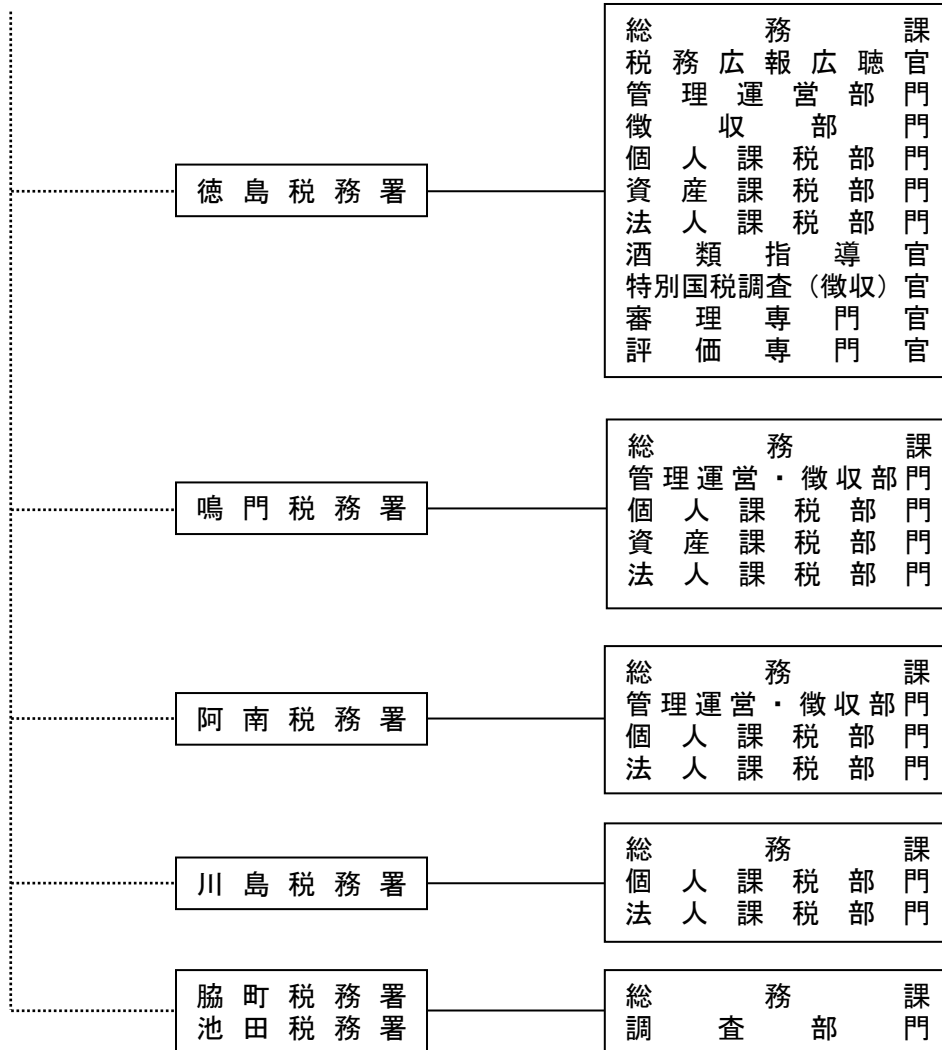 徳島税務署
総務課
税務広報広聴官
管理運営部門
徴収部門
個人課税部門
資産課税部門
法人課税部門
酒類指導官
特別国税調査（徴収）官
審理専門官
評価専門官
鳴門税務署
総務課
管理運営・徴収部門
個人課税部門
資産課税部門
法人課税部門
阿南税務署
総務課
管理運営・徴収部門
個人課税部門
法人課税部門
川島税務署
総務課
個人課税部門
法人課税部門
脇町税務署
池田税務署
総務課
調査部門